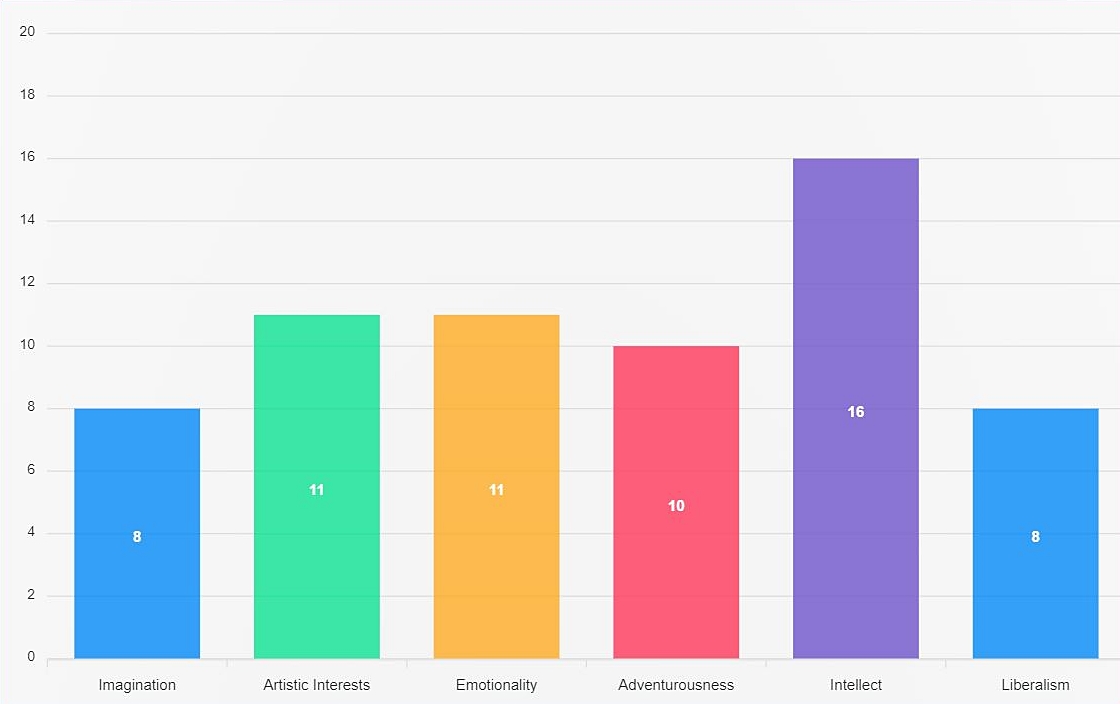 20
18
16
14
12
10
8
6
4
2
0
8
11
11
10
16
8
Imagination
Artistic Interests
Emotionality
Adventurousness
Intellect
Liberalism